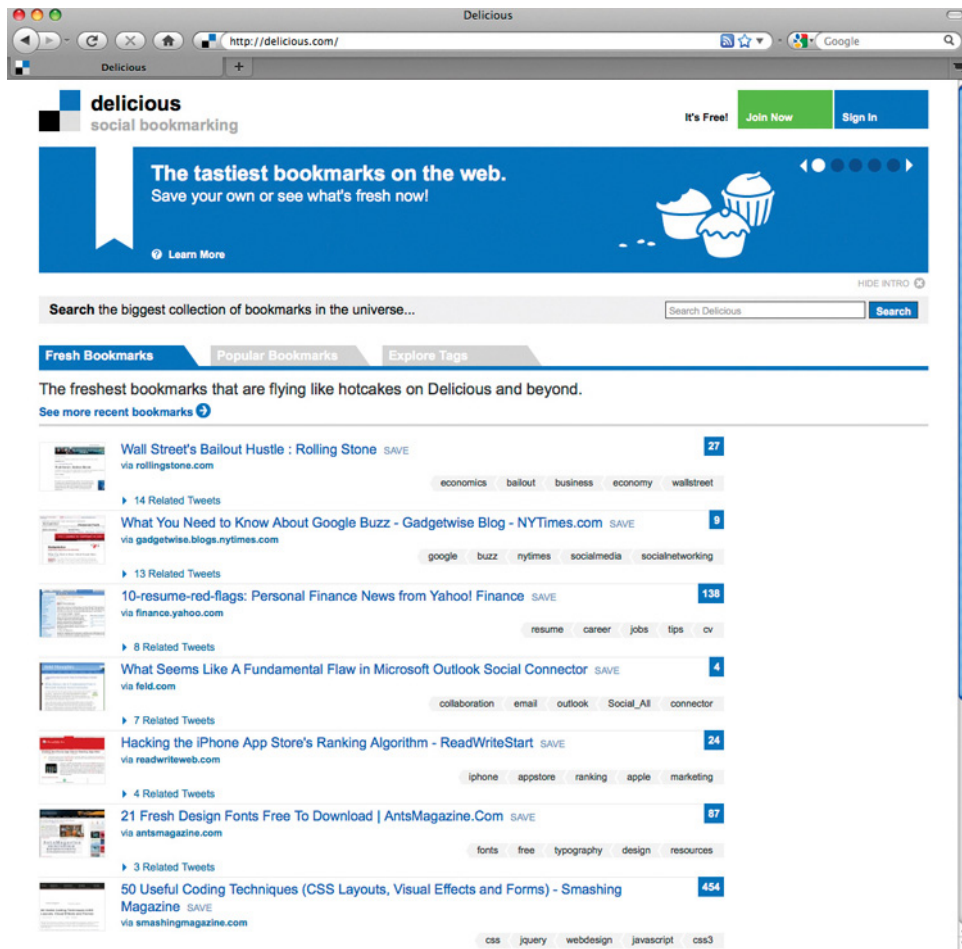 Delicious
http://delicious.com/
Google
Delicious
+
delicious
social bookmarking
It's Free!
Join Now
Sign In
The tastiest bookmarks on the web.
Save your own or see what's fresh now!
? Learn More
HIDE INTRO
Search the biggest collection of bookmarks in the universe...
Search Delicious
Search
Fresh Bookmarks
Popular Bookmarks
Explore Tags
The freshest bookmarks that are flying like hotcakes on Delicious and beyond.
See more recent bookmarks
Wall Street's Bailout Hustle : Rolling Stone SAVE
27
via rollingstone.com
economics bailout business economy wallstreet
14 Related Tweets
What You Need to Know About Google Buzz - Gadgetwise Blog - NYTimes.com SAVE
9
via gadgetwise.blogs.nytimes.com
google buzz nytimes socialmedia socialnetworking
13 Related Tweets
10-resume-red-flags: Personal Finance News from Yahoo! Finance SAVE
138
via finance.yahoo.com
resume career jobs tips cv
8 Related Tweets
What Seems Like A Fundamental Flaw in Microsoft Outlook Social Connector SAVE
4
via feld.com
collaboration email outlook Social_All connector
7 Related Tweets
Hacking the iPhone App Store's Ranking Algorithm - ReadWriteStart SAVE
24
via readwriteweb.com
iphone appstore ranking apple marketing
4 Related Tweets
21 Fresh Design Fonts Free To Download | AntsMagazine.Com SAVE
87
via antsmagazine.com
fonts free typography design resources
3 Related Tweets
50 Useful Coding Techniques (CSS Layouts, Visual Effects and Forms) - Smashing
Magazine SAVE
454
via smashingmagazine.com
css jquery webdesign javascript css3